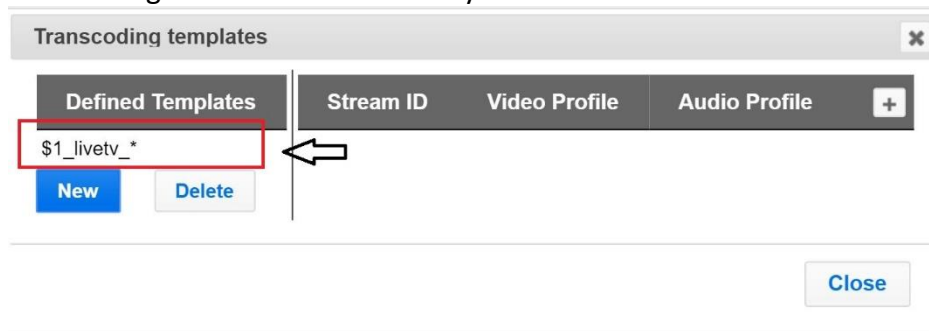 Transcoding templates
Defined Templates Stream ID Video Profile Audio Profile +
$1_livetv_*
New Delete
Close